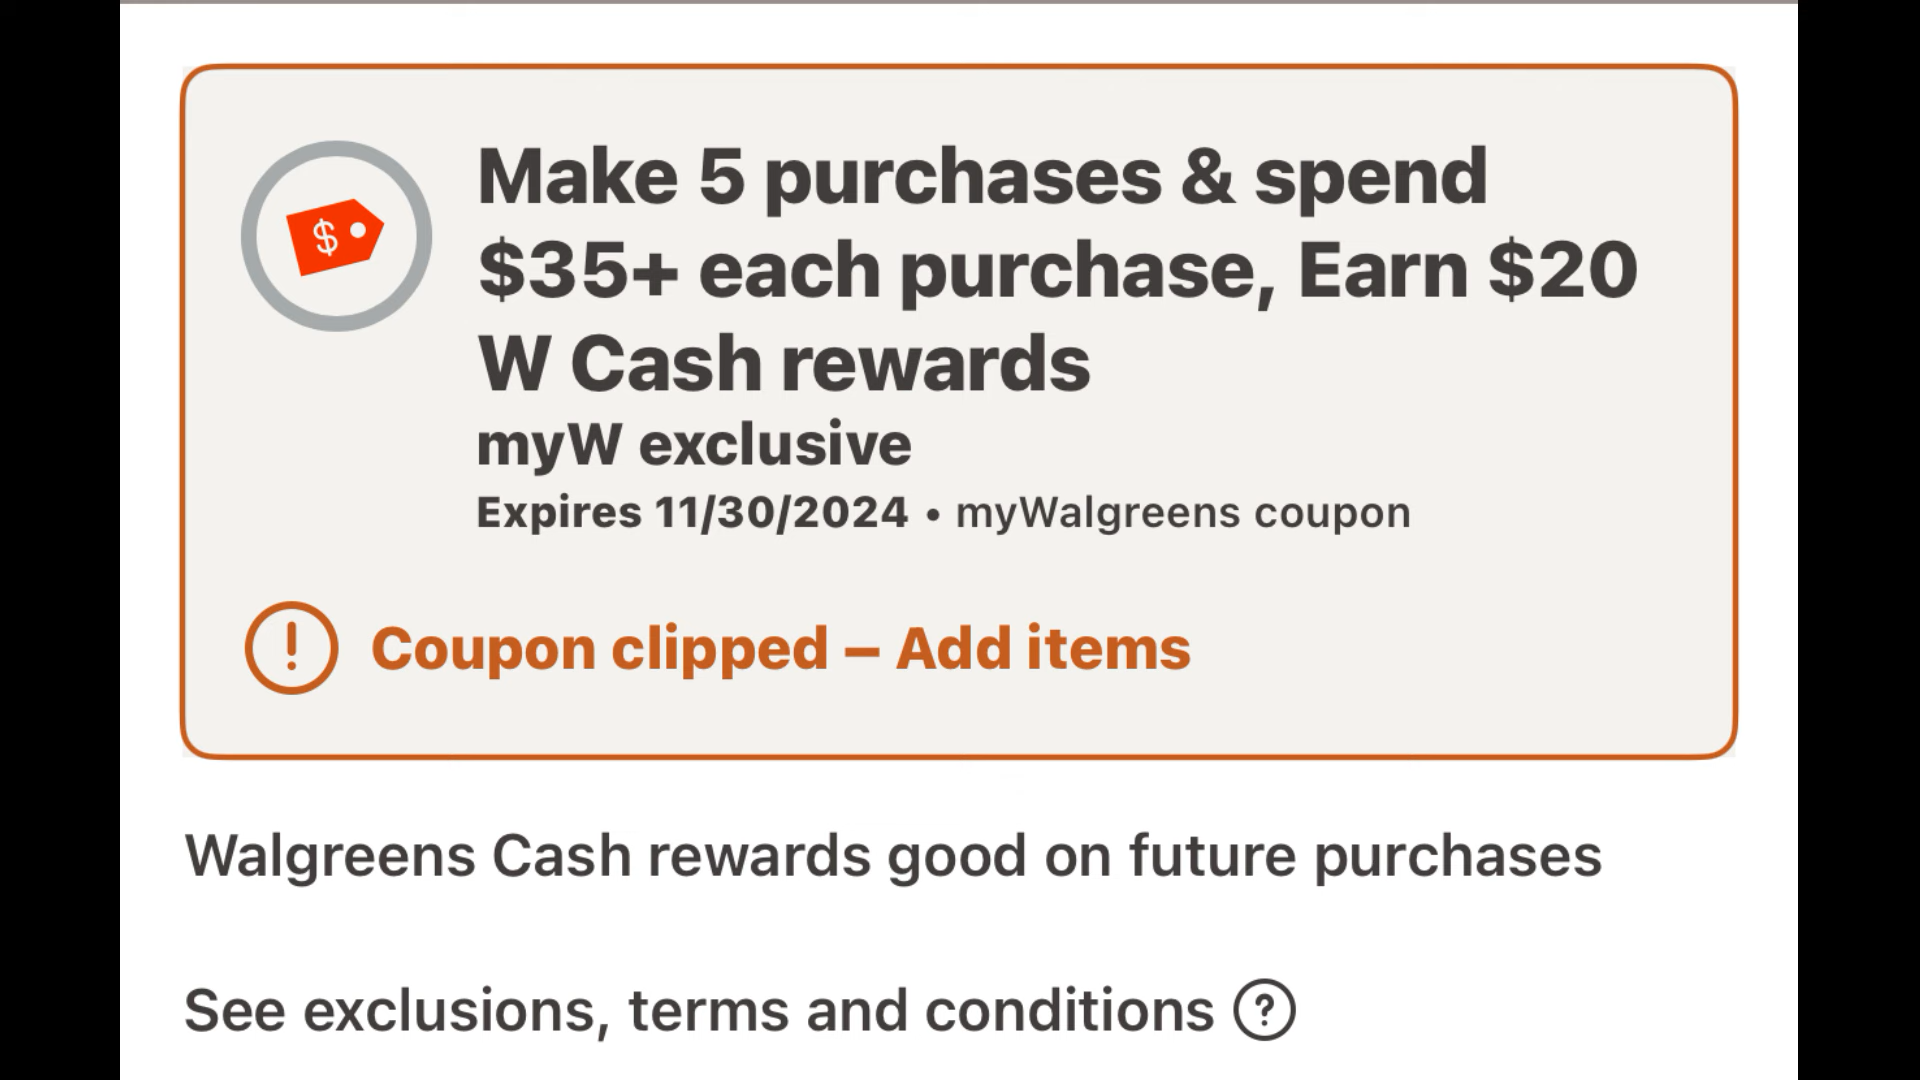 $
Make 5 purchases & spend
$35+ each purchase, Earn $20
W Cash rewards
myW exclusive
Expires 11/30/2024 • myWalgreens coupon
! Coupon clipped – Add items
Walgreens Cash rewards good on future purchases
See exclusions, terms and conditions ?